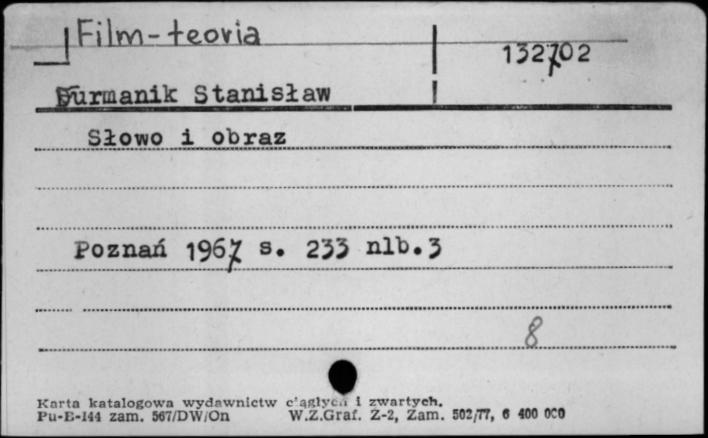 Film-teoria
132702
Furmanik Stanisław
Słowo i obraz
Poznań 1967 s. 233 nlb.3
8
Karta katalogowa wydawnictw ciągłych i zwartych.
Pu-E-144 zam. 567/DW/On W.Z.Graf. Z-2, Zam. 502/77, 6 400 000